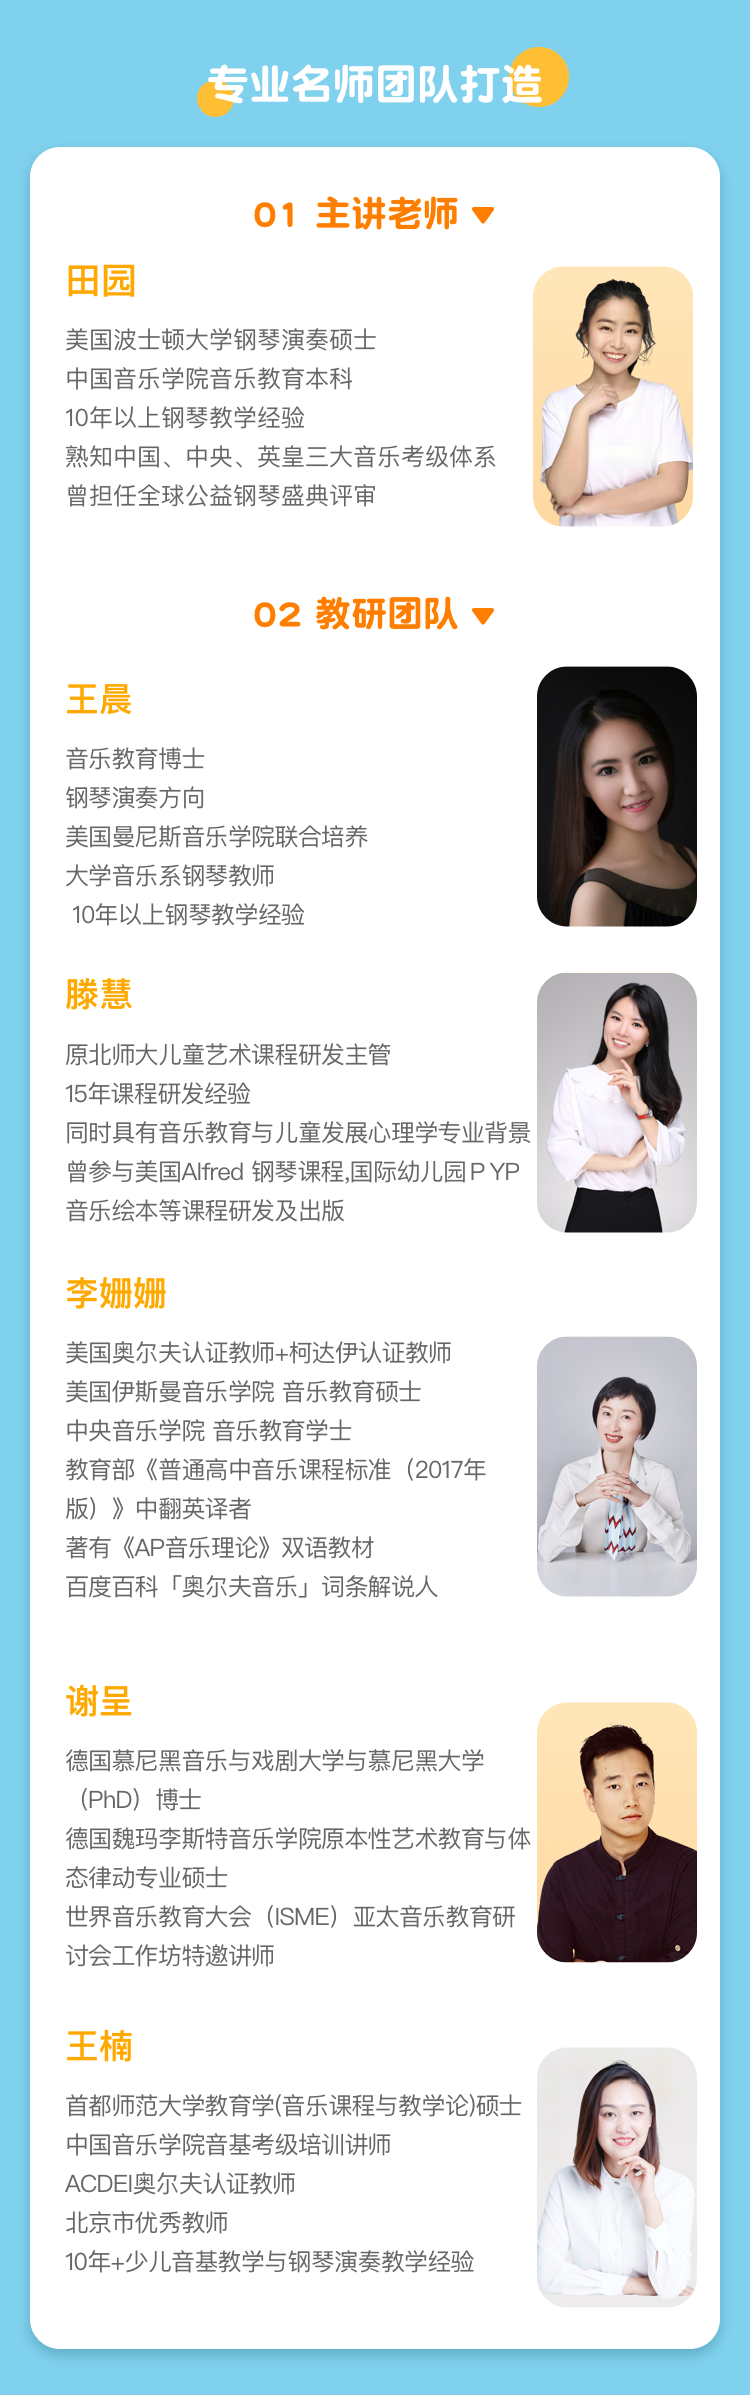 专业名师团队打造
01 主讲老师
田园
美国波士顿大学钢琴演奏硕士
中国音乐学院音乐教育本科
10年以上钢琴教学经验
熟知中国、中央、英皇三大音乐考级体系
曾担任全球公益钢琴盛典评审
02 教研团队
王晨
音乐教育博士
钢琴演奏方向
美国曼尼斯音乐学院联合培养
大学音乐系钢琴教师
10年以上钢琴教学经验
滕慧
原北师大儿童艺术课程研发主管
15年课程研发经验
同时具有音乐教育与儿童发展心理学专业背景
曾参与美国Alfred 钢琴课程,国际幼儿园P YP
音乐绘本等课程研发及出版
李姗姗
美国奥尔夫认证教师+柯达伊认证教师
美国伊斯曼音乐学院 音乐教育硕士
中央音乐学院 音乐教育学士
教育部《普通高中音乐课程标准（2017年
版）》中翻英译者
著有《AP音乐理论》双语教材
百度百科「奥尔夫音乐」词条解说人
谢呈
德国慕尼黑音乐与戏剧大学与慕尼黑大学
（PhD）博士
德国魏玛李斯特音乐学院原本性艺术教育与体
态律动专业硕士
世界音乐教育大会（ISME）亚太音乐教育研
讨会工作坊特邀讲师
王楠
首都师范大学教育学(音乐课程与教学论)硕士
中国音乐学院音基考级培训讲师
ACDEI奥尔夫认证教师
北京市优秀教师
10年+少儿音基教学与钢琴演奏教学经验